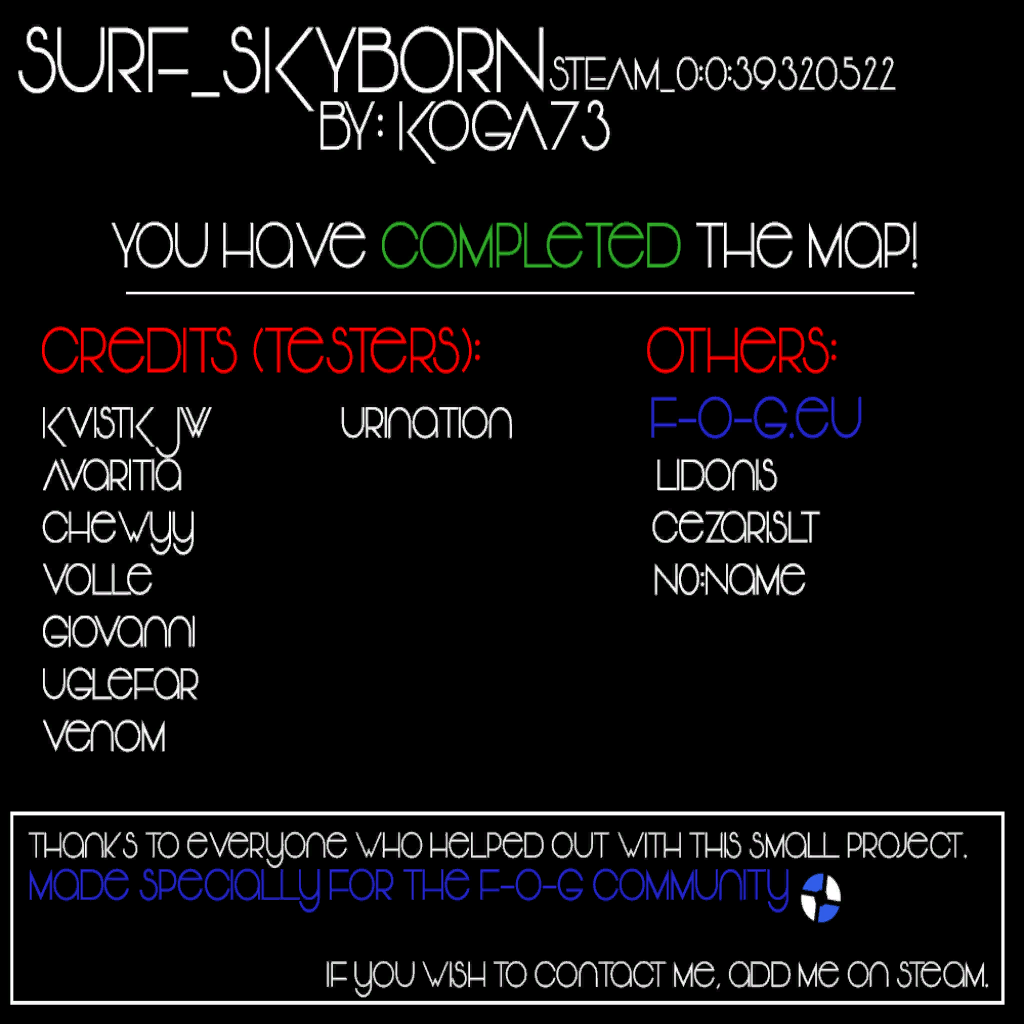 SURF_SKYBORN STEAM_0:0:39320522
BY: KOGA73
YOU HAVE COMPLETED THE MAP!
CREDITS (TESTERS): OTHERS:
KVISTK JW URINATION F-O-G.EU
AVARITIA LIDONIS
CHEWYY CEZARISLT
VOLLE NO:NAME
GIOVANNI
UGLEFAR
VENOM
THANKS TO EVERYONE WHO HELPED OUT WITH THIS SMALL PROJECT.
MADE SPECIALLY FOR THE F-O-G COMMUNITY
IF YOU WISH TO CONTACT ME, ADD ME ON STEAM.